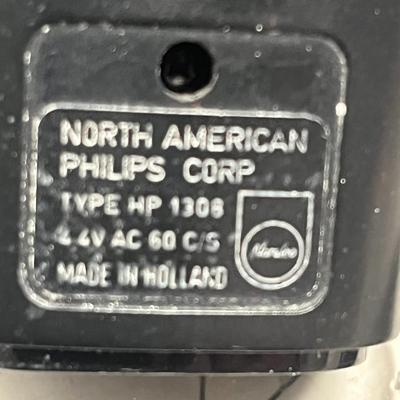 NORTH AMERICAN
PHILIPS CORP
TYPE HP 1308
4.4V AC 60 C/S
Norelco
MADE IN HOLLAND